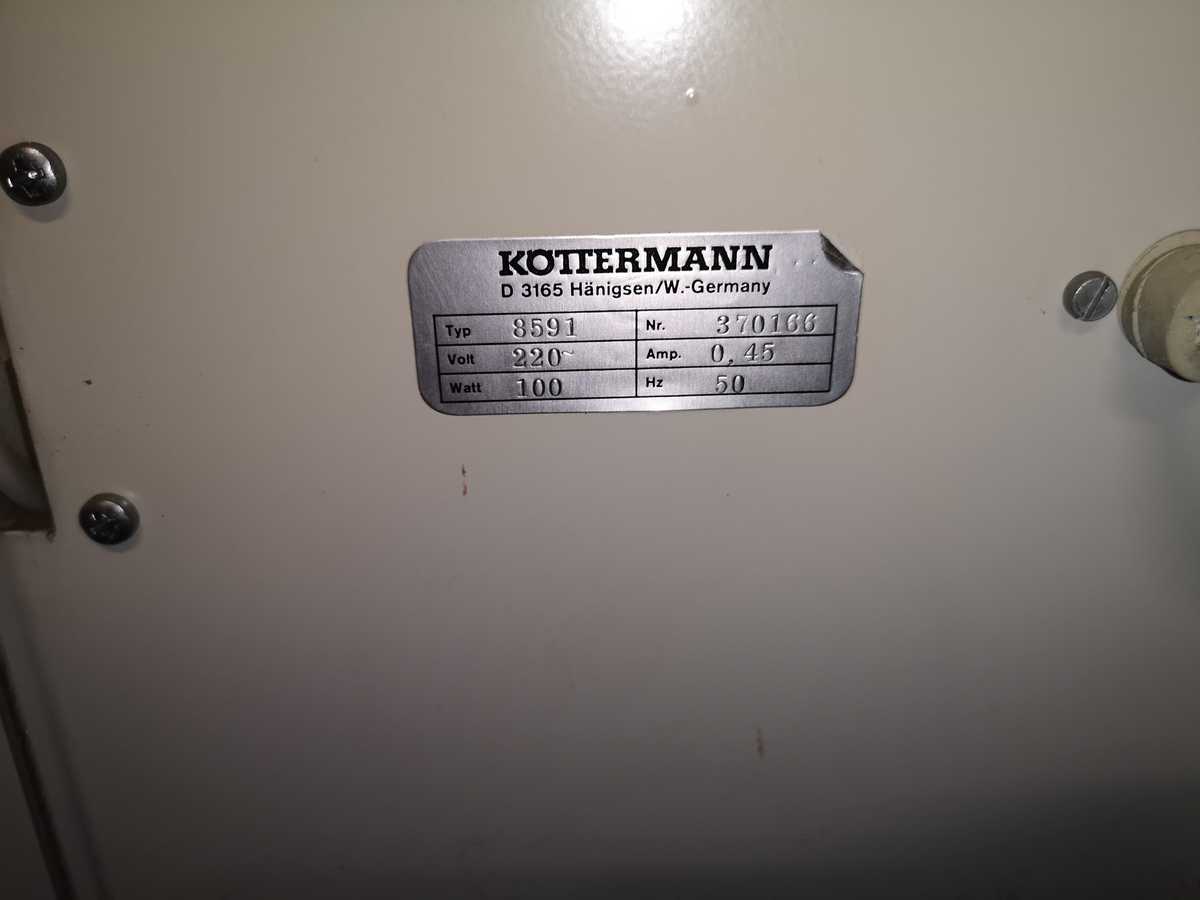 KÖTTERMANN
D 3165 Hänigsen/W.-Germany
Typ 8591 Nr. 370166
Volt 220~ Amp. 0,45
Watt 100 Hz 50